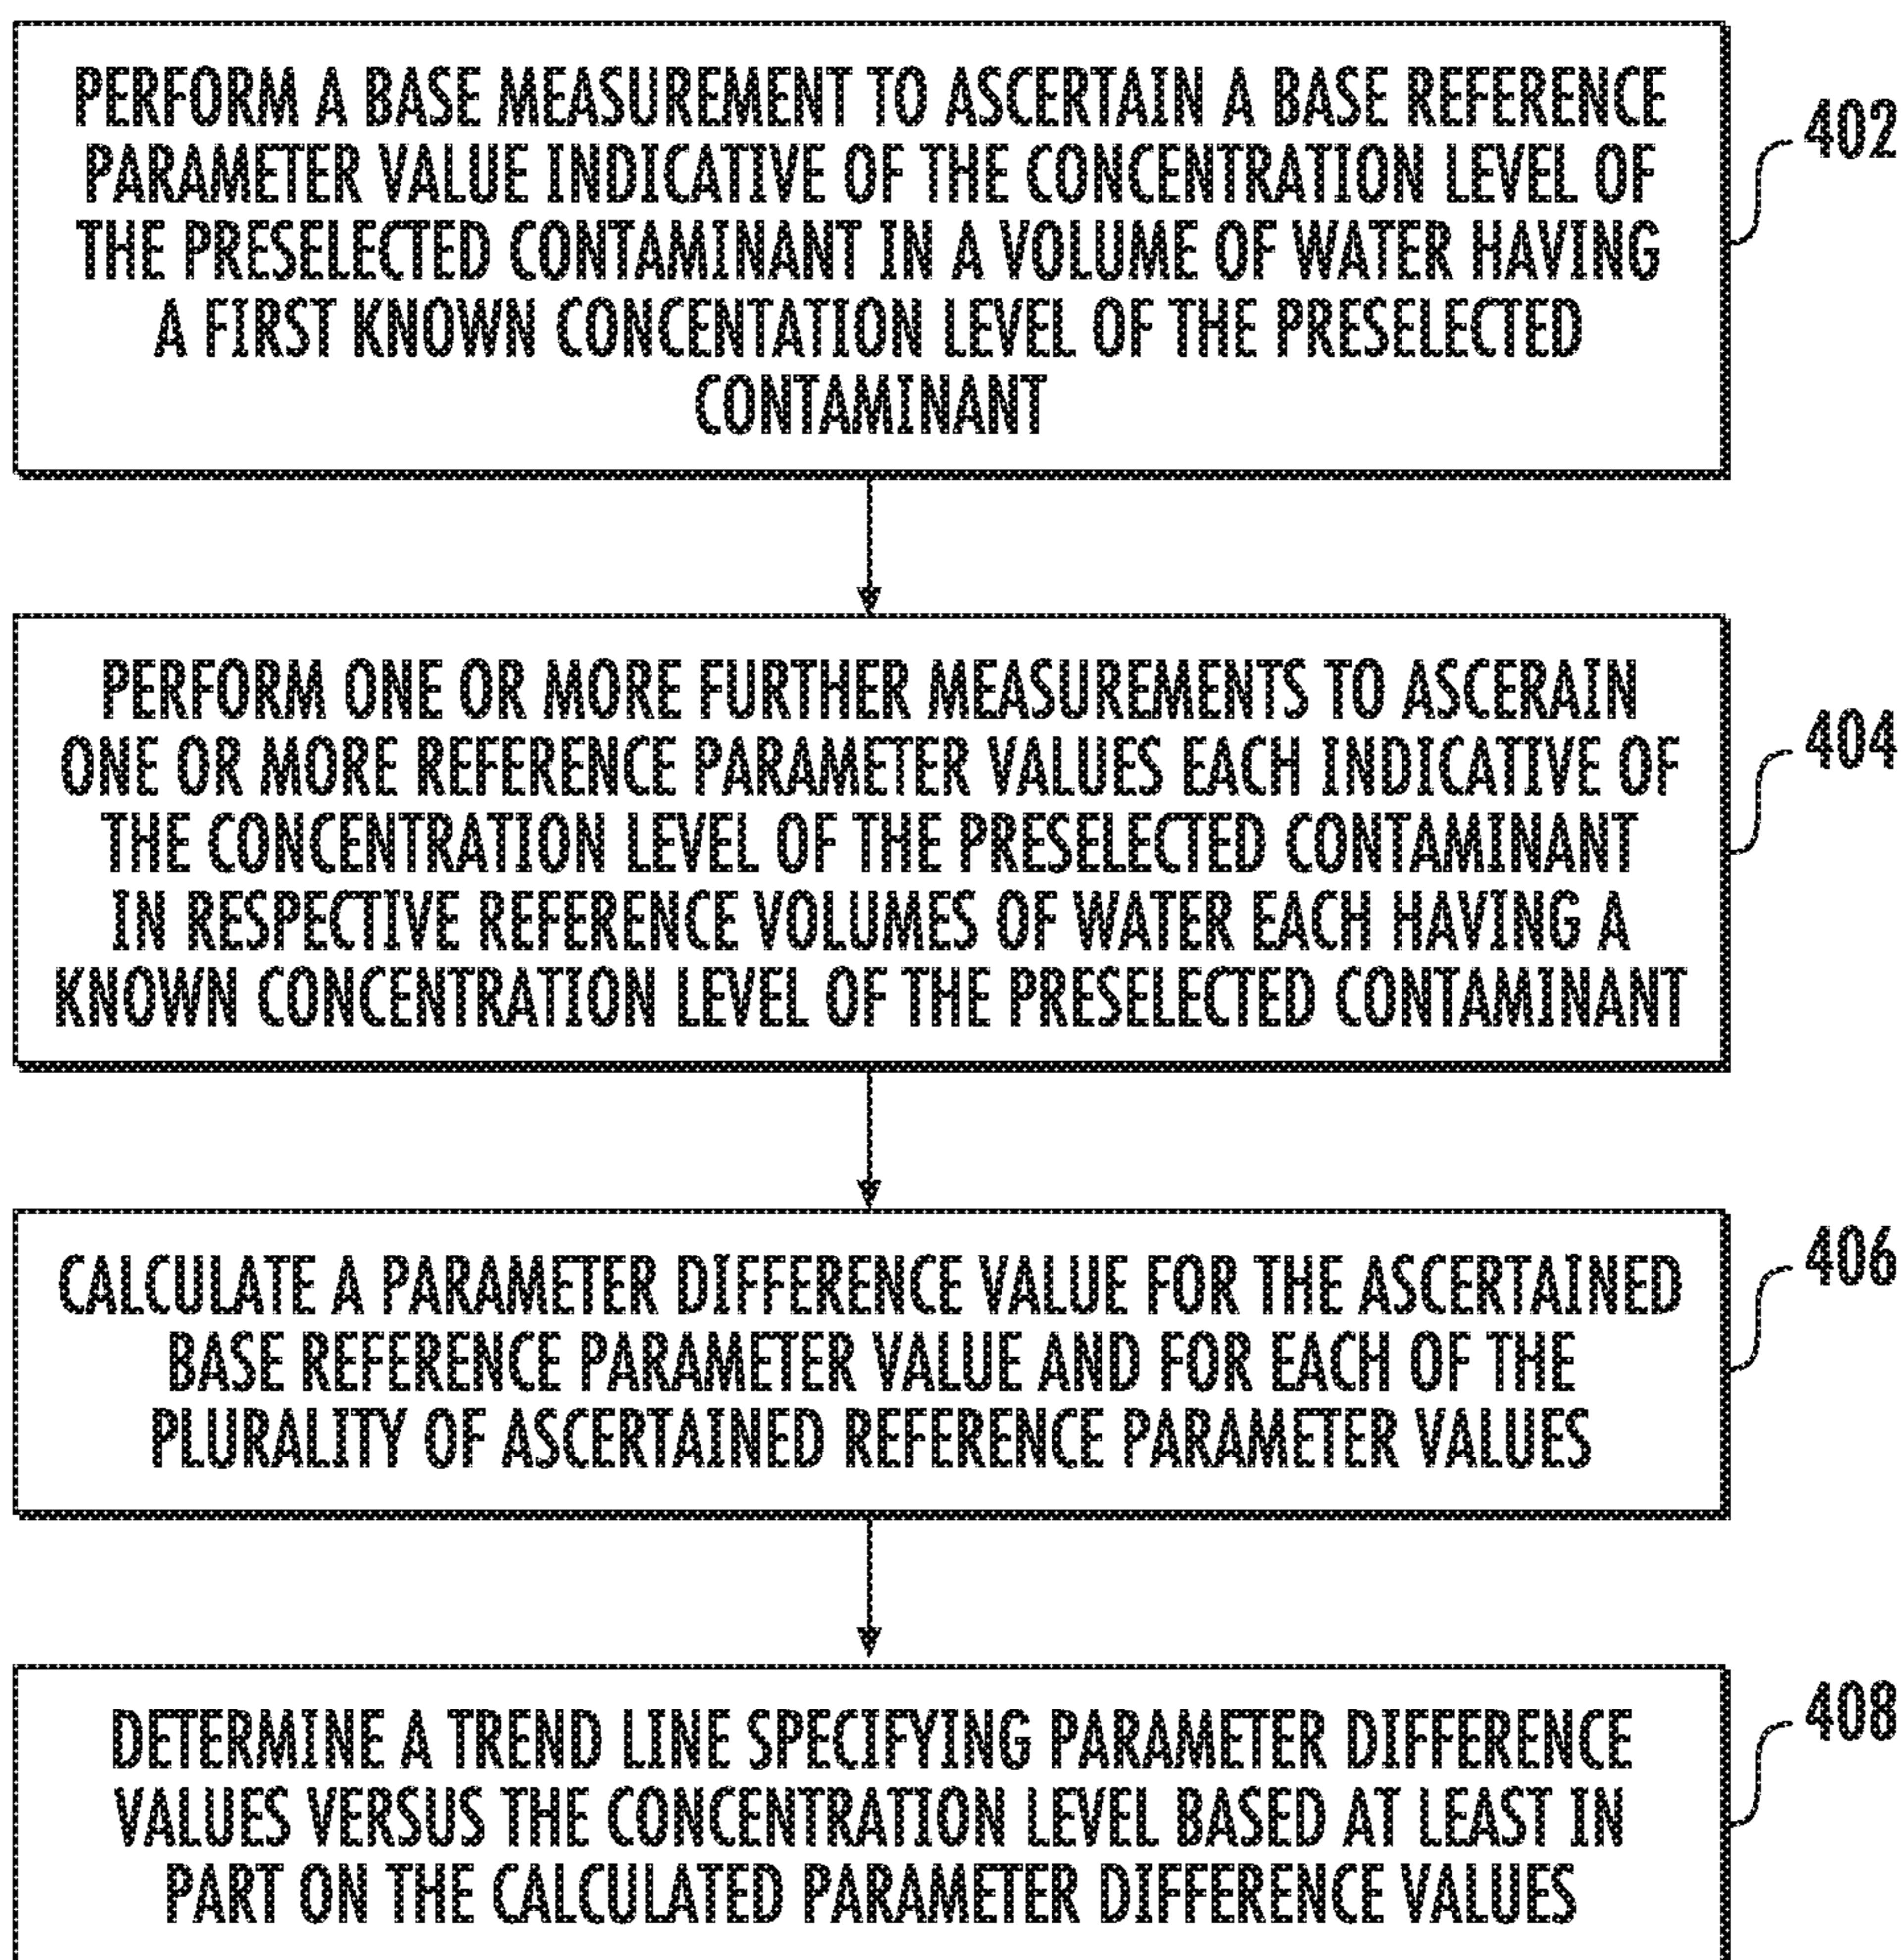 PERFORM A BASE MEASUREMENT TO ASCERTAIN A BASE REFERENCE
PARAMETER VALUE INDICATIVE OF THE CONCENTRATION LEVEL OF
THE PRESELECTED CONTAMINANT IN A VOLUME OF WATER HAVING
A FIRST KNOWN CONCENTATION LEVEL OF THE PRESELECTED
CONTAMINANT
402
PERFORM ONE OR MORE FURTHER MEASUREMENTS TO ASCERAIN
ONE OR MORE REFERENCE PARAMETER VALUES EACH INDICATIVE OF
THE CONCENTRATION LEVEL OF THE PRESELECTED CONTAMINANT
IN RESPECTIVE REFERENCE VOLUMES OF WATER EACH HAVING A
KNOWN CONCENTRATION LEVEL OF THE PRESELECTED CONTAMINANT
404
CALCULATE A PARAMETER DIFFERENCE VALUE FOR THE ASCERTAINED
BASE REFERENCE PARAMETER VALUE AND FOR EACH OF THE
PLURALITY OF ASCERTAINED REFERENCE PARAMETER VALUES
406
DETERMINE A TREND LINE SPECIFYING PARAMETER DIFFERENCE
VALUES VERSUS THE CONCENTRATION LEVEL BASED AT LEAST IN
PART ON THE CALCULATED PARAMETER DIFFERENCE VALUES
408